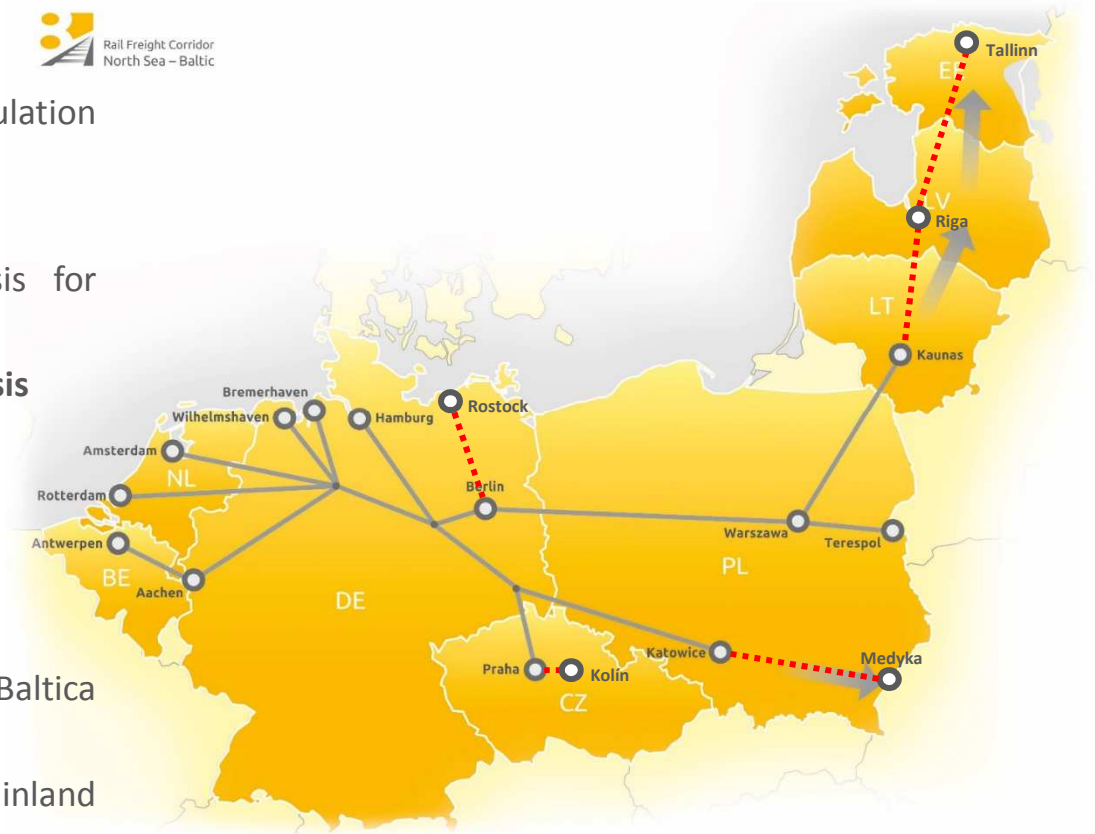 Rail Freight Corridor
North Sea – Baltic
Tallinn
ulation
LV
Riga
sis for
LT
Kaunas
sis
Bremerhaven
Rostock
Wilhelmshaven
Hamburg
Amsterdam
NL
Berlin
Rotterdam
Warszawa
Terespol
Antwerpen
BE
PL
Aachen
DE
Medyka
Katowice
Praha
Kolín
Baltica
CZ
inland